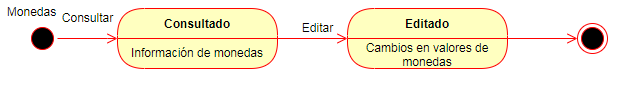 Monedas
Consultar
Consultado
Información de monedas
Editar
Editado
Cambios en valores de
monedas